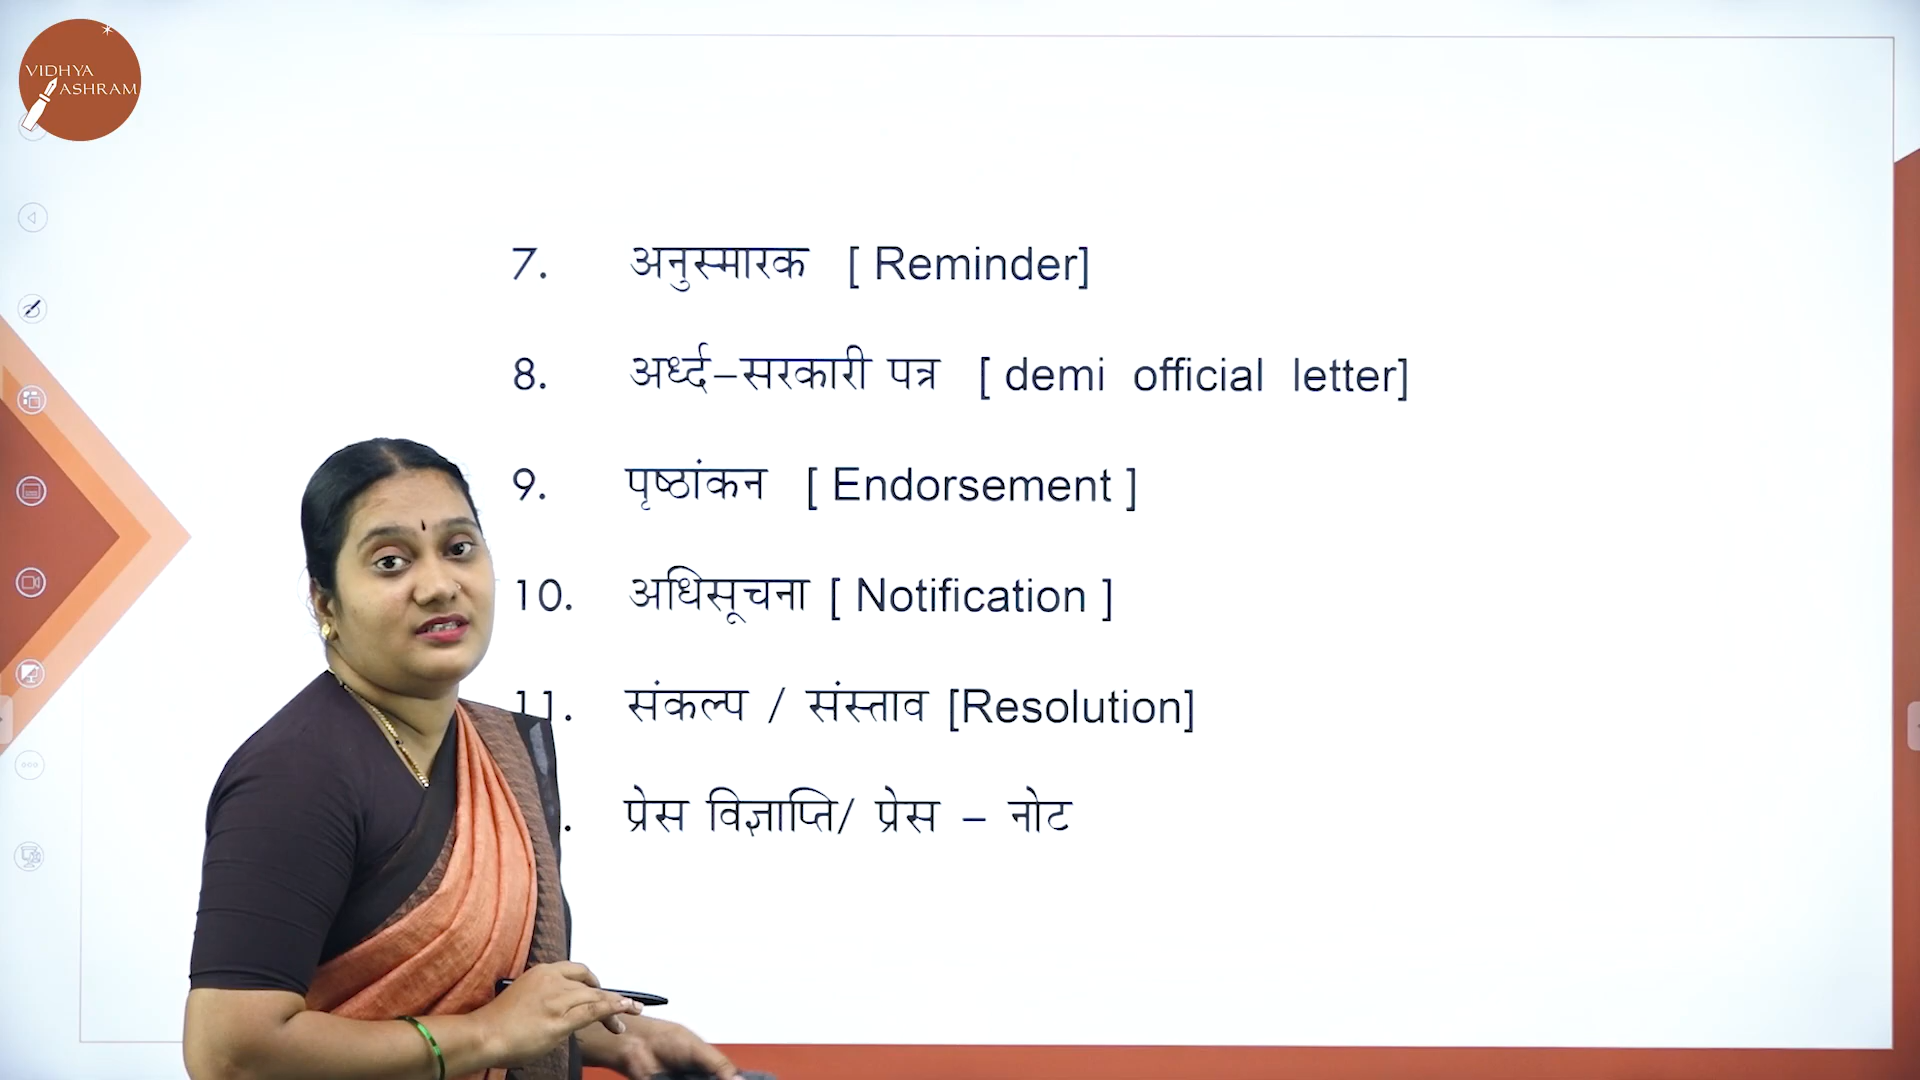 VIDHYA
ASHRAM
7. अनुस्मारक [ Reminder]
8. अर्ध्द–सरकारी पत्र [ demi official letter]
9. पृष्ठांकन [ Endorsement ]
10. अधिसूचना [ Notification ]
11. संकल्प / संस्ताव [Resolution]
. प्रेस विज्ञाप्ति/ प्रेस – नोट